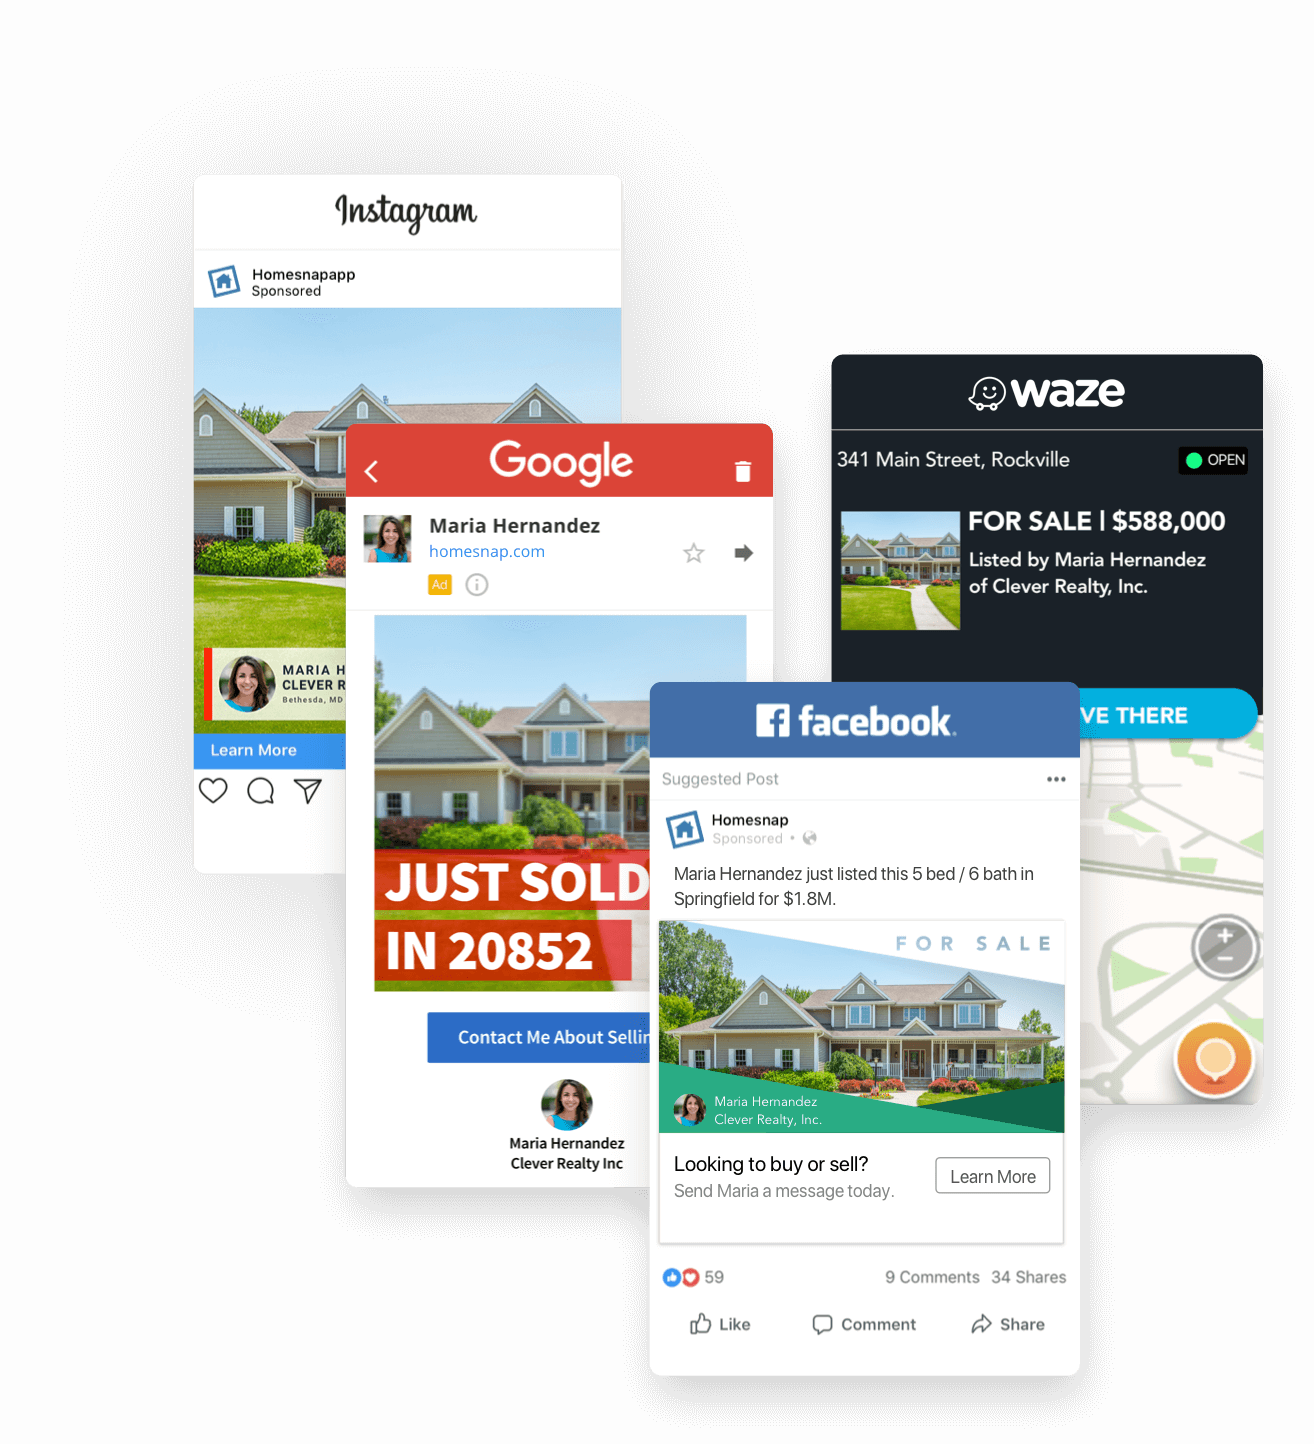 Instagram
Homesnapapp
Sponsored
MARIA H
CLEVER R
Bethesda, MD
Learn More
Google
Maria Hernandez
homesnap.com
Ad
JUST SOLD
IN 20852
Contact Me About Sellin
Maria Hernandez
Clever Realty Inc
waze
341 Main Street, Rockville
OPEN
FOR SALE | $588,000
Listed by Maria Hernandez
of Clever Realty, Inc.
VE THERE
facebook
Suggested Post
Homesnap
Sponsored
Maria Hernandez just listed this 5 bed / 6 bath in
Springfield for $1.8M.
FOR SALE
Maria Hernandez
Clever Realty, Inc.
Looking to buy or sell?
Send Maria a message today.
Learn More
59
9 Comments 34 Shares
Like Comment Share